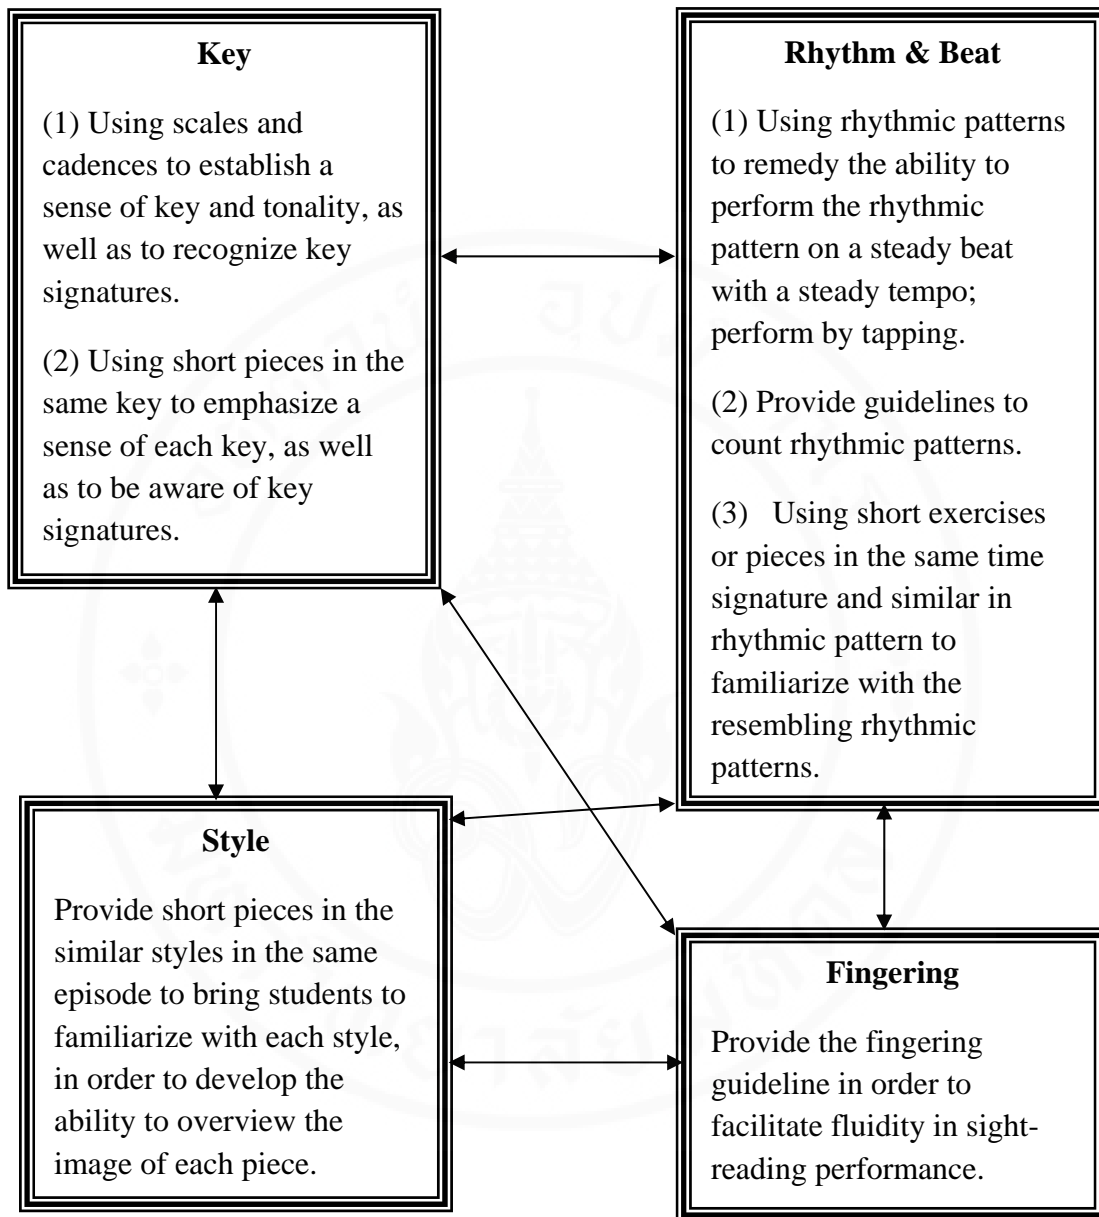 Key
(1) Using scales and
cadences to establish a
sense of key and tonality, as
well as to recognize key
signatures.
(2) Using short pieces in the
same key to emphasize a
sense of each key, as well
as to be aware of key
signatures.
Rhythm & Beat
(1) Using rhythmic patterns
to remedy the ability to
perform the rhythmic
pattern on a steady beat
with a steady tempo;
perform by tapping.
(2) Provide guidelines to
count rhythmic patterns.
(3) Using short exercises
or pieces in the same time
signature and similar in
rhythmic pattern to
familiarize with the
resembling rhythmic
patterns.
Style
Provide short pieces in the
similar styles in the same
episode to bring students to
familiarize with each style,
in order to develop the
ability to overview the
image of each piece.
Fingering
Provide the fingering
guideline in order to
facilitate fluidity in sight-
reading performance.